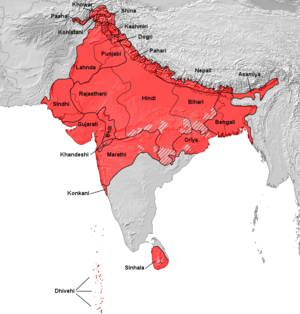 Khowar
Shina
Pashai
Kashmiri
Kohistani
Dogri
Punjabi
Pahari
Lahnda
Nepali
Asamiya
Rajasthani
Hindi
Bihari
Sindhi
Gujarati
Bhili
Bengali
Oriya
Khandeshi
Marathi
Konkani
Sinhala
Dhivehi